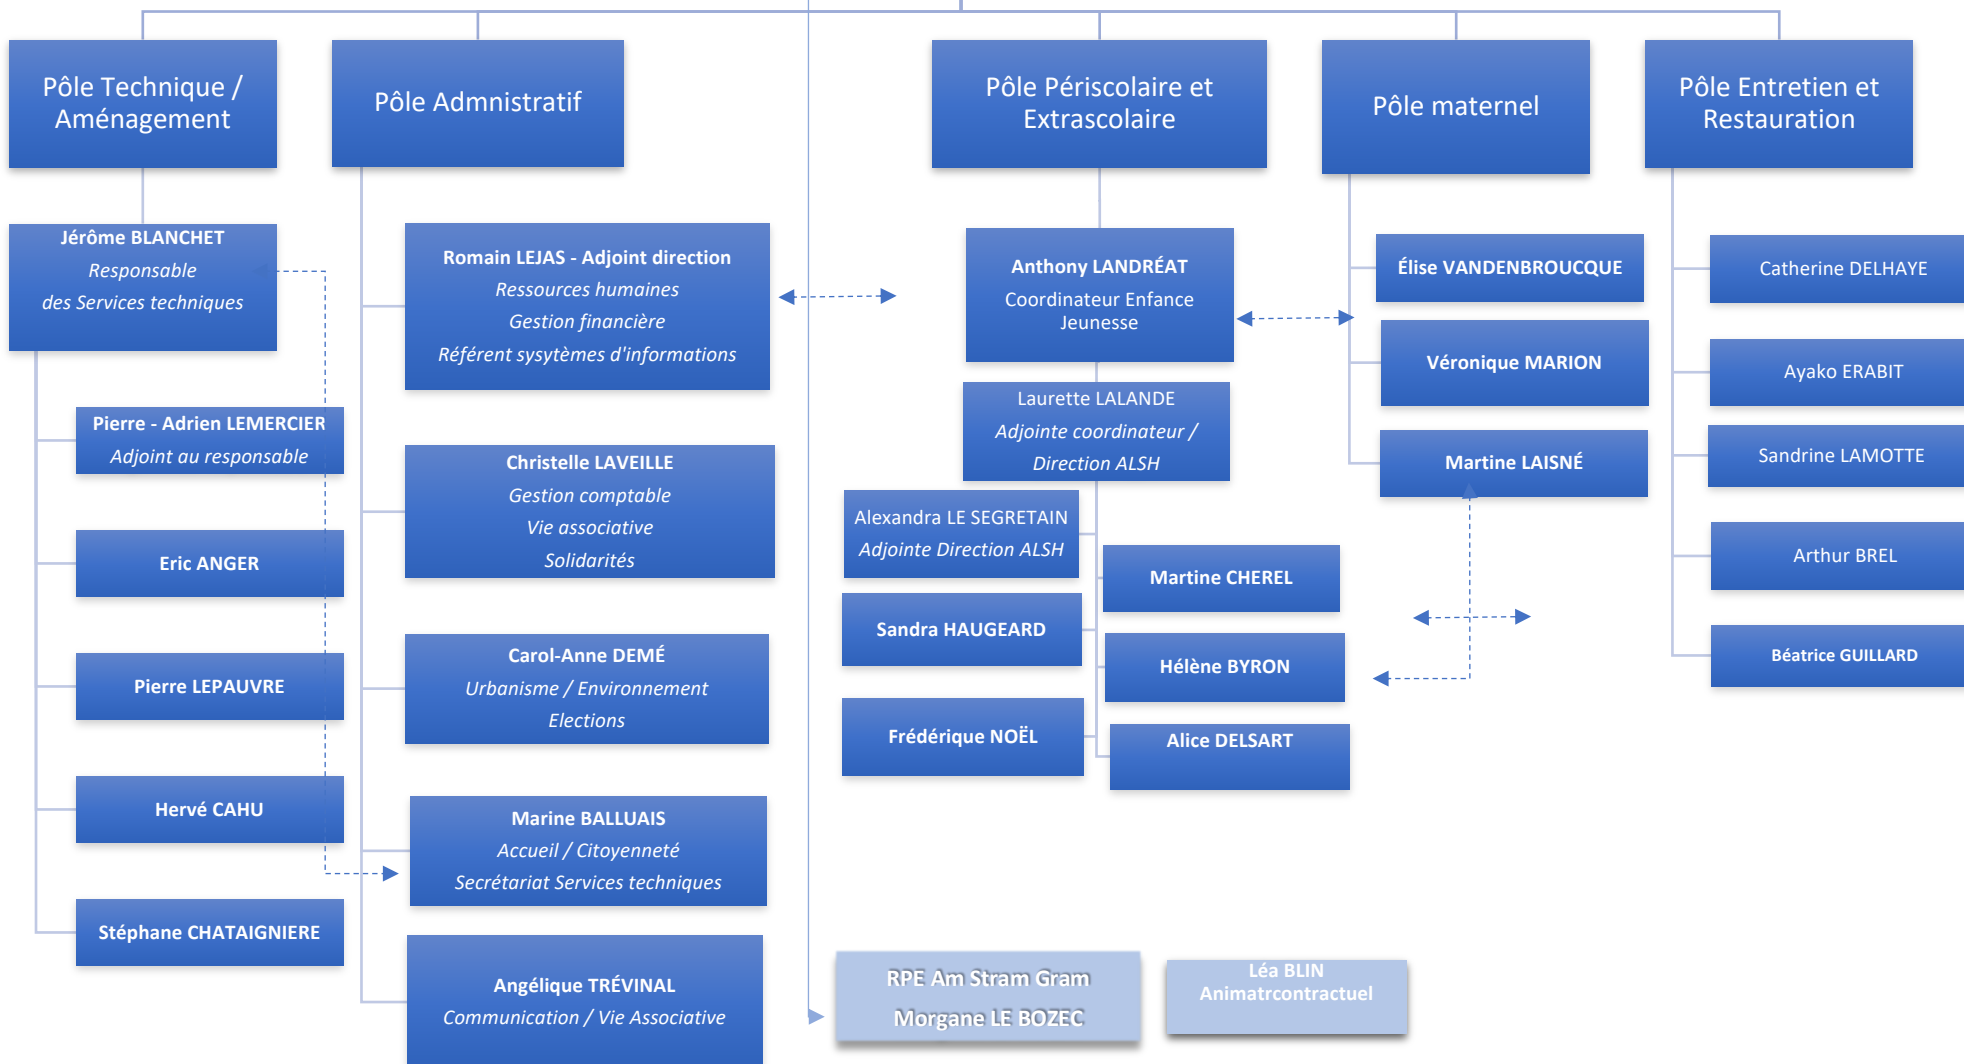 Pôle Technique /
Aménagement
Pôle Admnistratif
Pôle Périscolaire et
Extrascolaire
Pôle maternel
Pôle Entretien et
Restauration
Jérôme BLANCHET
Responsable
des Services techniques
Pierre - Adrien LEMERCIER
Adjoint au responsable
Eric ANGER
Pierre LEPAUVRE
Hervé CAHU
Stéphane CHATAIGNIERE
Romain LEJAS - Adjoint direction
Ressources humaines
Gestion financière
Référent sysytèmes d'informations
Christelle LAVEILLE
Gestion comptable
Vie associative
Solidarités
Carol-Anne DEMÉ
Urbanisme / Environnement
Elections
Marine BALLUAIS
Accueil / Citoyenneté
Secrétariat Services techniques
Angélique TRÉVINAL
Communication / Vie Associative
Anthony LANDRÉAT
Coordinateur Enfance
Jeunesse
Laurette LALANDE
Adjointe coordinateur /
Direction ALSH
Alexandra LE SEGRETAIN
Adjointe Direction ALSH
Martine CHEREL
Sandra HAUGEARD
Hélène BYRON
Frédérique NOËL
Alice DELSART
Élise VANDENBROUCQUE
Véronique MARION
Martine LAISNÉ
Catherine DELHAYE
Ayako ERABIT
Sandrine LAMOTTE
Arthur BREL
Béatrice GUILLARD
RPE Am Stram Gram
Morgane LE BOZEC
Léa BLIN
Animatrcontractuel